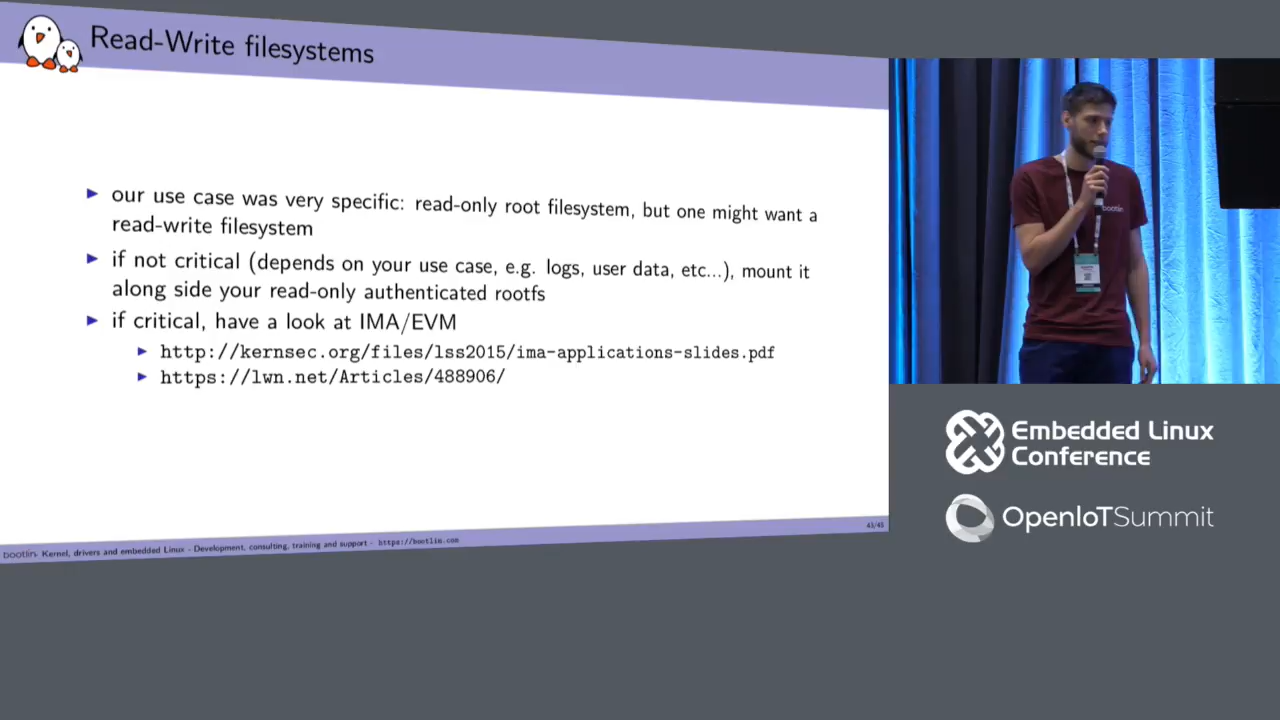 Read-Write filesystems
our use case was very specific: read-only root filesystem, but one might want a
read-write filesystem
if not critical (depends on your use case, e.g. logs, user data, etc...), mount it
along side your read-only authenticated rootfs
if critical, have a look at IMA/EVM
http://kernsec.org/files/lss2015/ima-applications-slides.pdf
https://lwn.net/Articles/488906/
bootlin- Kernel, drivers and embedded Linux - Development, consulting, training and support - https://bootlin.com
43/45
bootlin
Embedded Linux
Conference
OpenIoTSummit